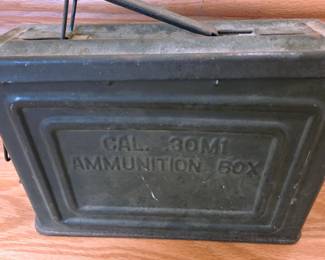 CAL. .30M1
AMMUNITION BOX